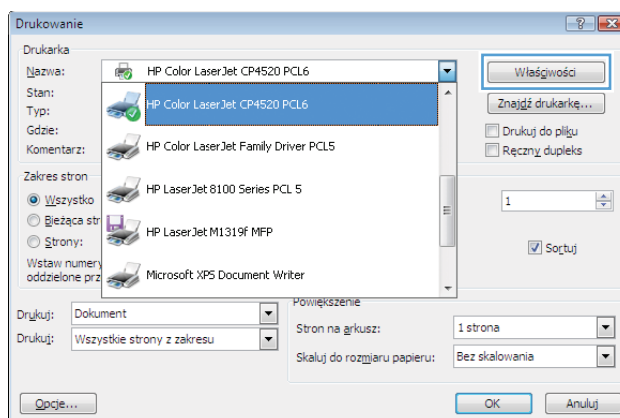 Drukowanie
Drukarka
Nazwa: HP Color LaserJet CP4520 PCL6
Właściwości
Stan:
HP Color LaserJet CP4520 PCL6
Znajdź drukarkę...
Typ:
Gdzie:
Drukuj do pliku
Komentarz:
HP Color LaserJet Family Driver PCL5
Ręczny dupleks
Zakres stron
Wszystko
HP LaserJet 8100 Series PCL 5
1
Bieżąca
Strony:
HP LaserJet M1319f MFP
Sortuj
Wstaw
oddzielone
Microsoft XPS Document Writer
Drukuj: Dokument
Drukuj: Wszystkie strony z zakresu
Powiększenie
Stron na arkusz: 1 strona
Skaluj do rozmiaru papieru: Bez skalowania
Opcje...
OK
Anuluj